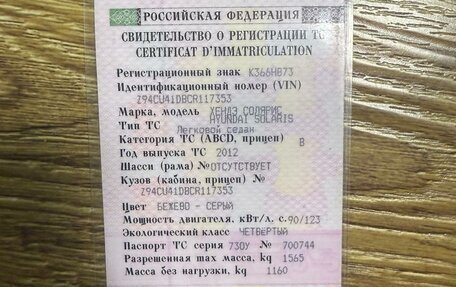 РОССИЙСКАЯ ФЕДЕРАЦИЯ
СВИДЕТЕЛЬСТВО О РЕГИСТРАЦИИ ТС
CERTIFICAT D'IMMATRICULATION
Регистрационный знак К366НВ73
Идентификационный номер (VIN)
Z94CU41DBCR117353
Марка, модель ХЕНДЭ СОЛЯРИС
HYUNDAI SOLARIS
Тип ТС Легковой седан
Категория ТС (ABCD, прицеп) В
Год выпуска ТС 2012
Шасси (рама) № ОТСУТСТВУЕТ
Кузов (кабина, прицеп) №
Z94CU41DBCR117353
Цвет БЕЖЕВО - СЕРЫЙ
Мощность двигателя, кВт/л. с. 90/123
Экологический класс ЧЕТВЕРТЫЙ
Паспорт ТС серия 73ОУ № 700744
Разрешенная max масса, kg 1565
Масса без нагрузки, kg 1160